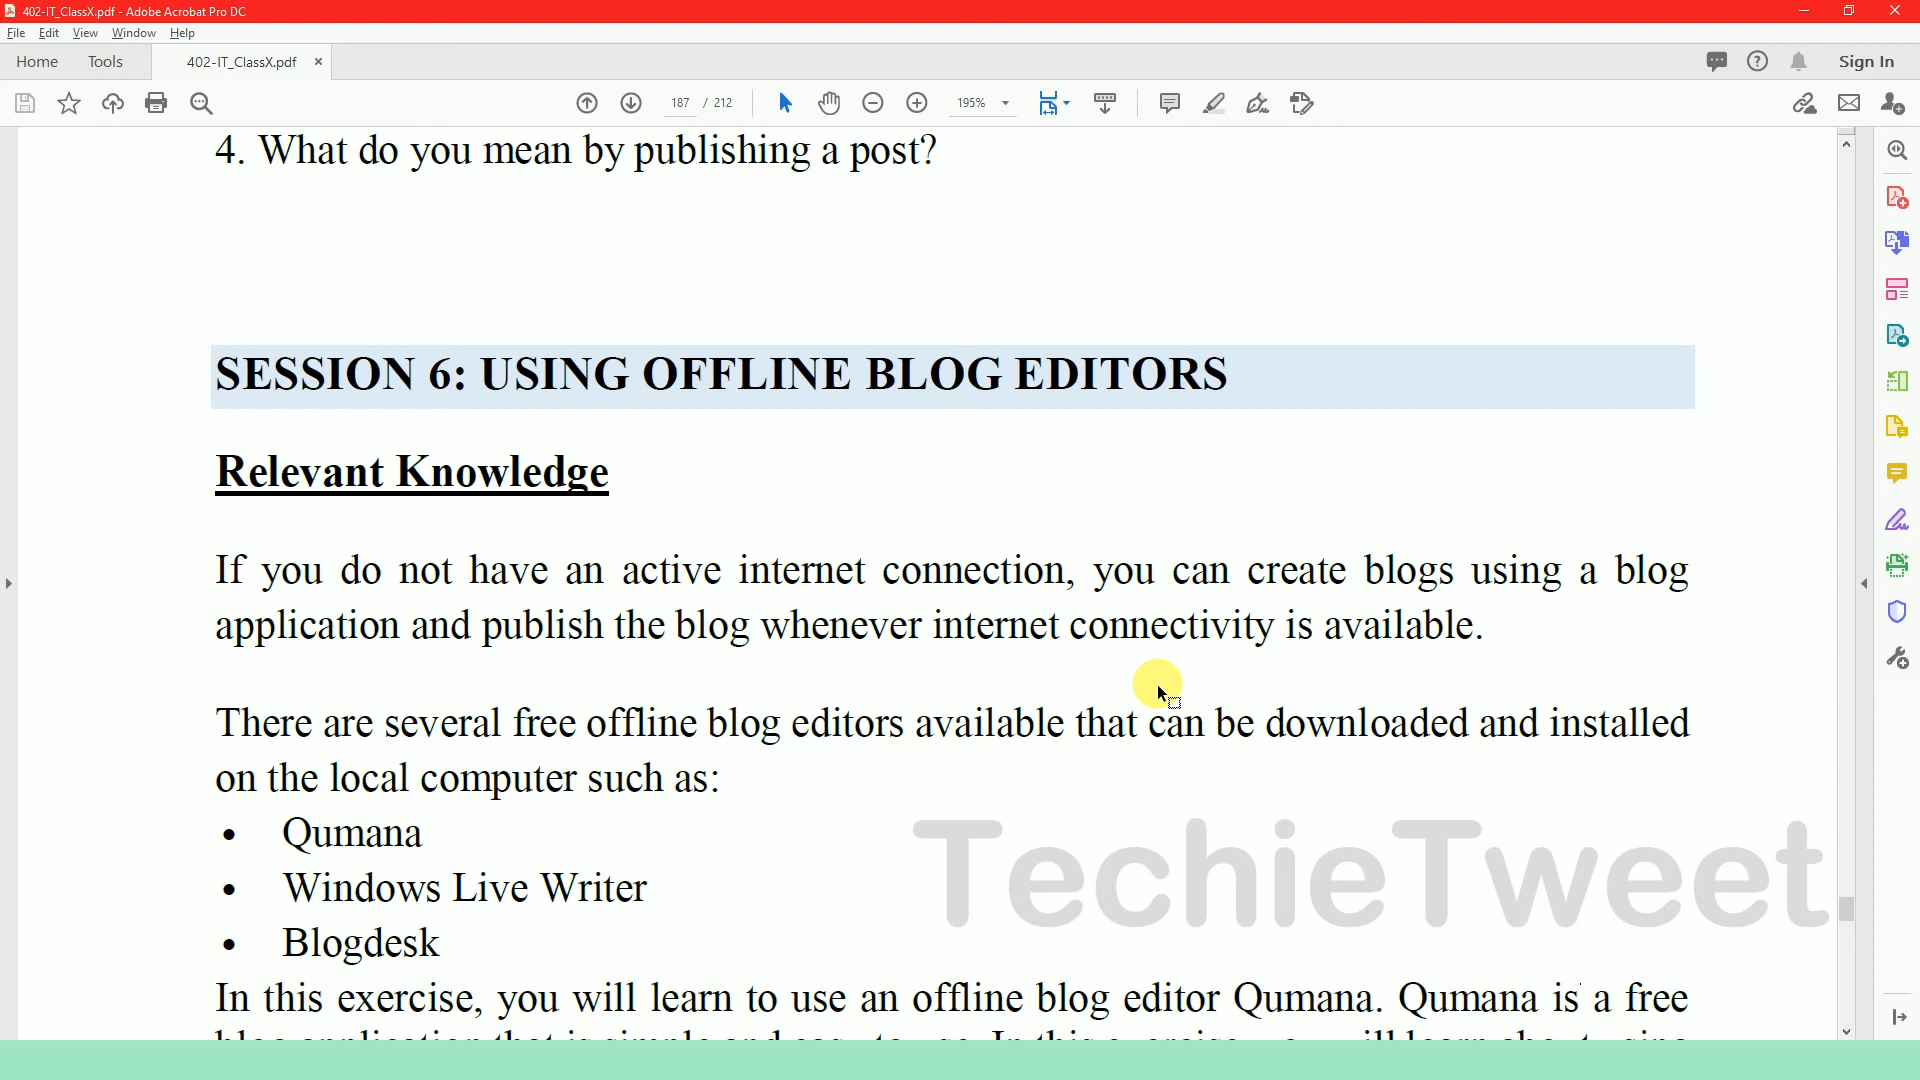 402-IT_ClassX.pdf - Adobe Acrobat Pro DC
File Edit View Window Help
Home Tools 402-IT_ClassX.pdf × Sign In
187 / 212 195%
4. What do you mean by publishing a post?
SESSION 6: USING OFFLINE BLOG EDITORS
Relevant Knowledge
If you do not have an active internet connection, you can create blogs using a blog
application and publish the blog whenever internet connectivity is available.
There are several free offline blog editors available that can be downloaded and installed
on the local computer such as:
• Qumana
• Windows Live Writer
• Blogdesk
TechieTweet
In this exercise, you will learn to use an offline blog editor Qumana. Qumana is a free